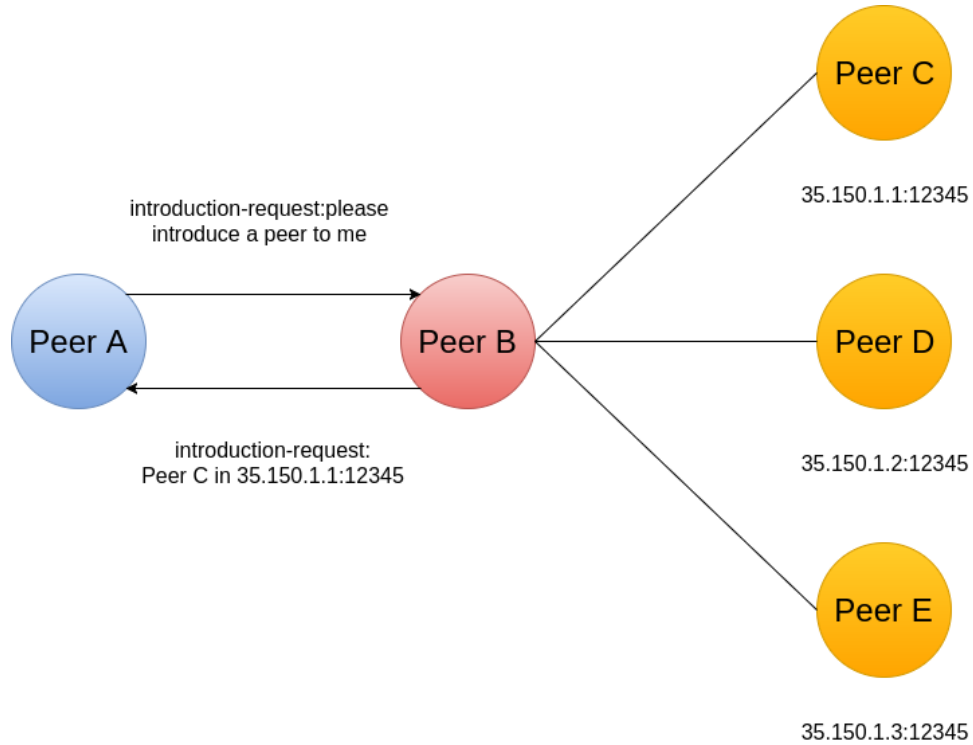 Peer C
35.150.1.1:12345
introduction-request:please
introduce a peer to me
Peer A
Peer B
Peer D
introduction-request:
Peer C in 35.150.1.1:12345
35.150.1.2:12345
Peer E
35.150.1.3:12345